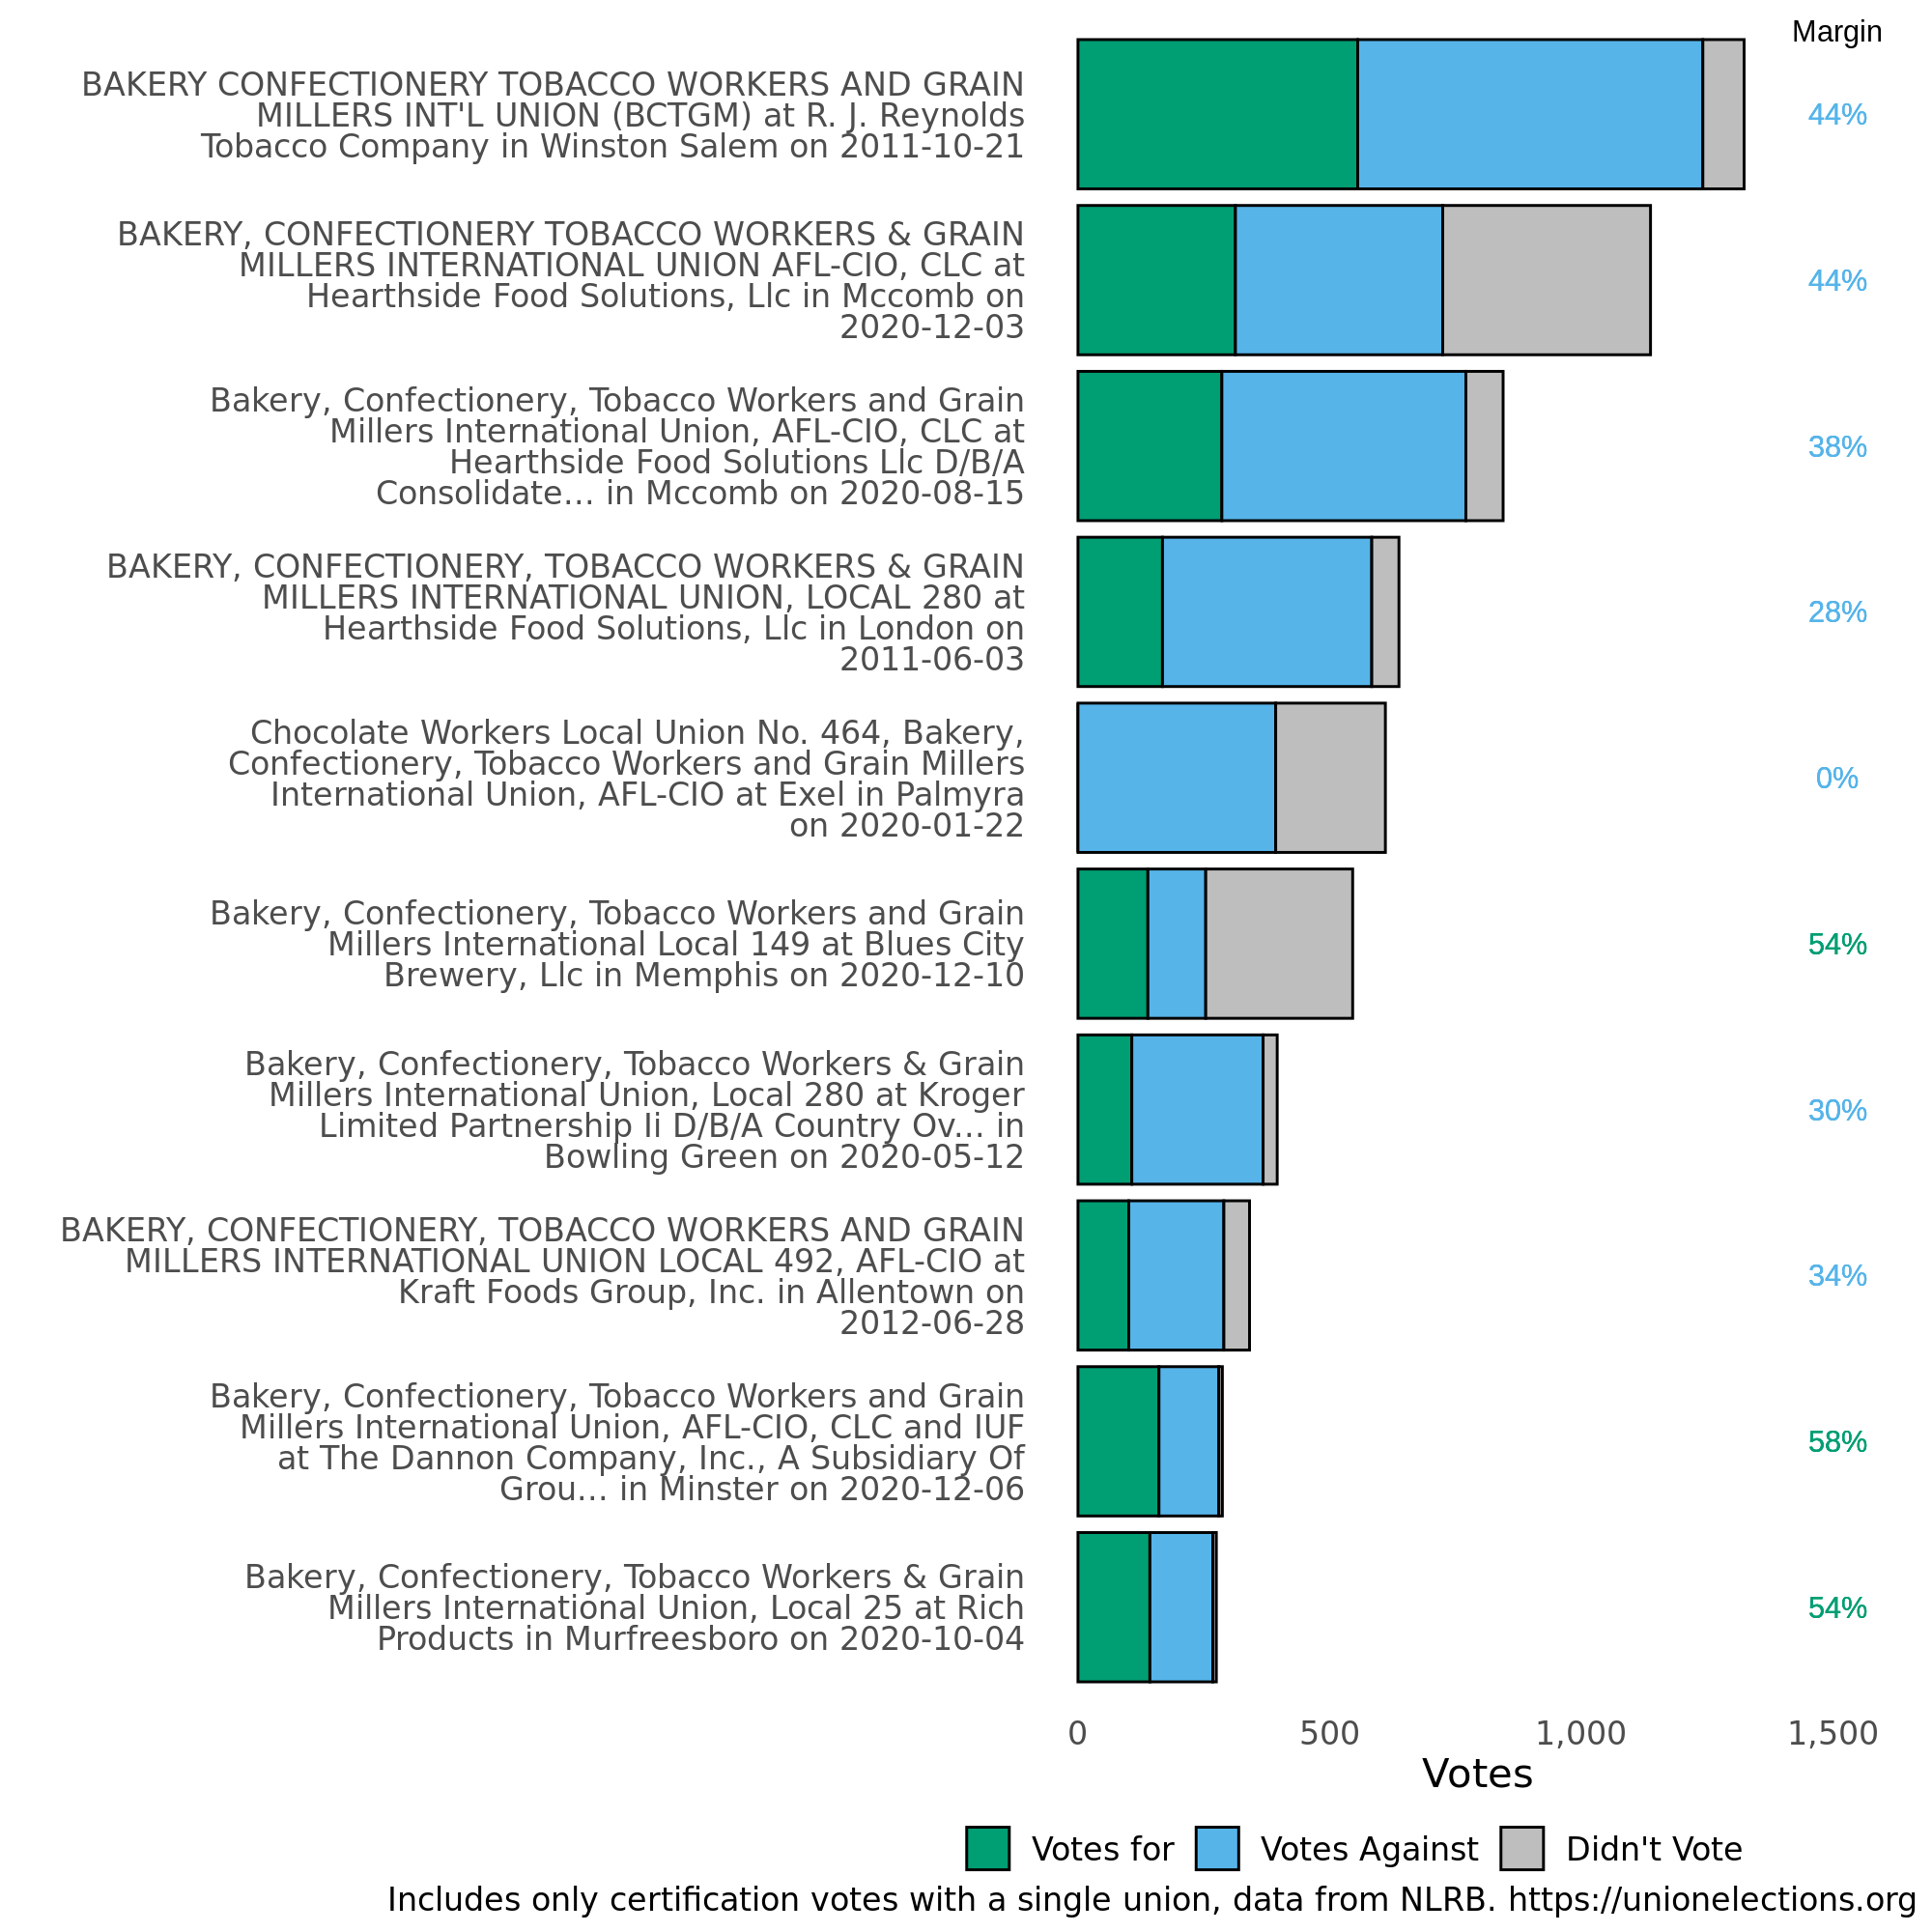 Margin
BAKERY CONFECTIONERY TOBACCO WORKERS AND GRAIN
MILLERS INT'L UNION (BCTGM) at R. J. Reynolds
Tobacco Company in Winston Salem on 2011-10-21
44%
BAKERY, CONFECTIONERY TOBACCO WORKERS & GRAIN
MILLERS INTERNATIONAL UNION AFL-CIO, CLC at
Hearthside Food Solutions, Llc in Mccomb on
2020-12-03
44%
Bakery, Confectionery, Tobacco Workers and Grain
Millers International Union, AFL-CIO, CLC at
Hearthside Food Solutions Llc D/B/A
Consolidate... in Mccomb on 2020-08-15
38%
BAKERY, CONFECTIONERY, TOBACCO WORKERS & GRAIN
MILLERS INTERNATIONAL UNION, LOCAL 280 at
Hearthside Food Solutions, Llc in London on
2011-06-03
28%
Chocolate Workers Local Union No. 464, Bakery,
Confectionery, Tobacco Workers and Grain Millers
International Union, AFL-CIO at Exel in Palmyra
on 2020-01-22
0%
Bakery, Confectionery, Tobacco Workers and Grain
Millers International Local 149 at Blues City
Brewery, Llc in Memphis on 2020-12-10
54%
Bakery, Confectionery, Tobacco Workers & Grain
Millers International Union, Local 280 at Kroger
Limited Partnership Ii D/B/A Country Ov... in
Bowling Green on 2020-05-12
30%
BAKERY, CONFECTIONERY, TOBACCO WORKERS AND GRAIN
MILLERS INTERNATIONAL UNION LOCAL 492, AFL-CIO at
Kraft Foods Group, Inc. in Allentown on
2012-06-28
34%
Bakery, Confectionery, Tobacco Workers and Grain
Millers International Union, AFL-CIO, CLC and IUF
at The Dannon Company, Inc., A Subsidiary Of
Grou... in Minster on 2020-12-06
58%
Bakery, Confectionery, Tobacco Workers & Grain
Millers International Union, Local 25 at Rich
Products in Murfreesboro on 2020-10-04
54%
0 500 1,000 1,500
Votes
Votes for Votes Against Didn't Vote
Includes only certification votes with a single union, data from NLRB. https://unionelections.org